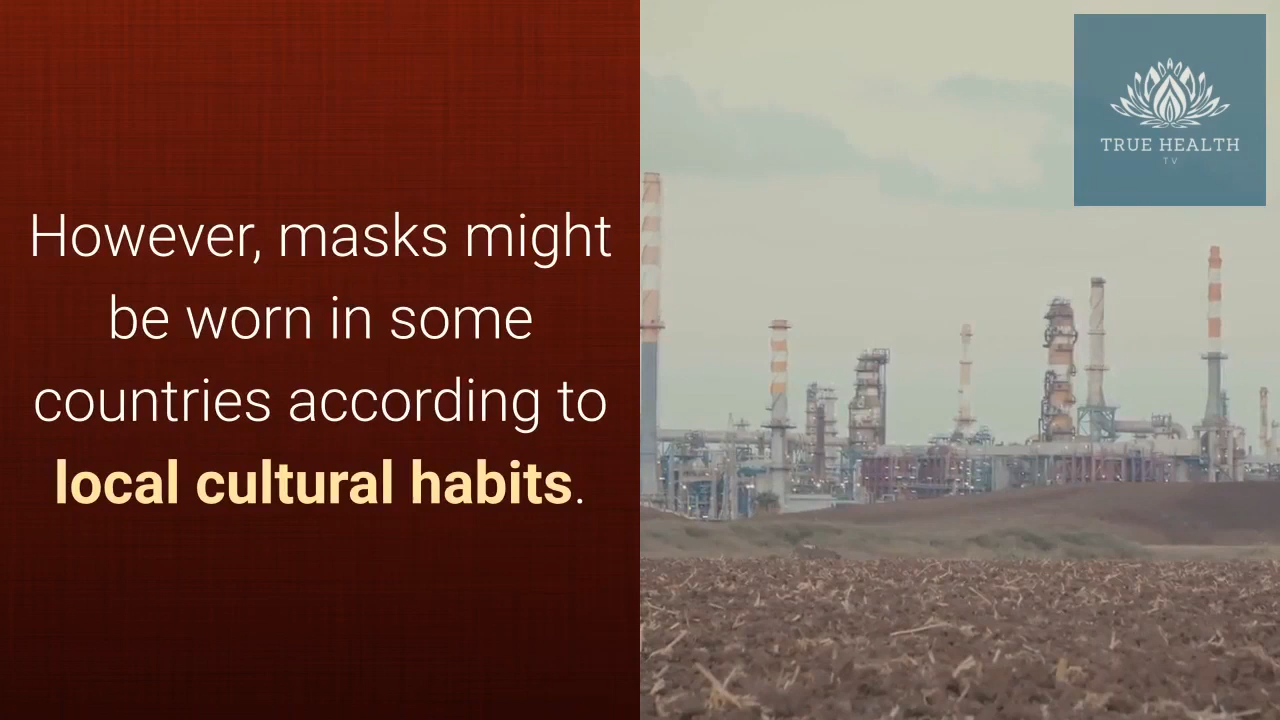 However, masks might
be worn in some
countries according to
local cultural habits.
TRUE HEALTH
TV